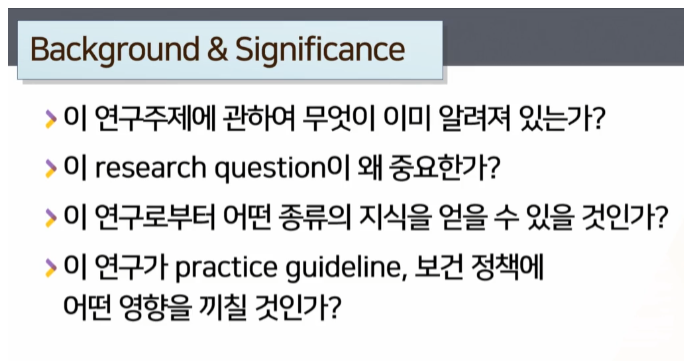 Background & Significance
이 연구주제에 관하여 무엇이 이미 알려져 있는가?
이 research question이 왜 중요한가?
이 연구로부터 어떤 종류의 지식을 얻을 수 있을 것인가?
이 연구가 practice guideline, 보건 정책에
어떤 영향을 끼칠 것인가?